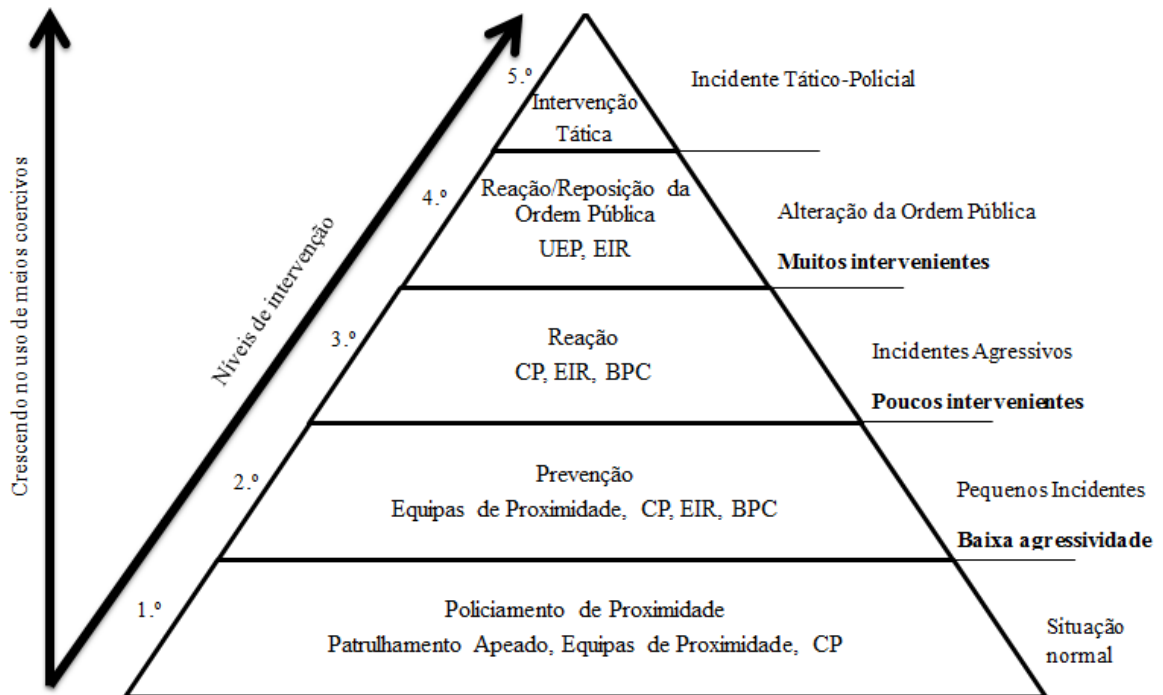 5.º
Intervenção
Tática
Incidente Tático-Policial
4.º
Reação/Reposição da
Ordem Pública
UEP, EIR
Alteração da Ordem Pública
Muitos intervenientes
3.º
Reação
CP, EIR, BPC
Incidentes Agressivos
Poucos intervenientes
2.º
Prevenção
Equipas de Proximidade, CP, EIR, BPC
Pequenos Incidentes
Baixa agressividade
1.º
Policiamento de Proximidade
Patrulhamento Apeado, Equipas de Proximidade, CP
Situação
normal
Níveis de intervenção
Crescendo no uso de meios coercivos